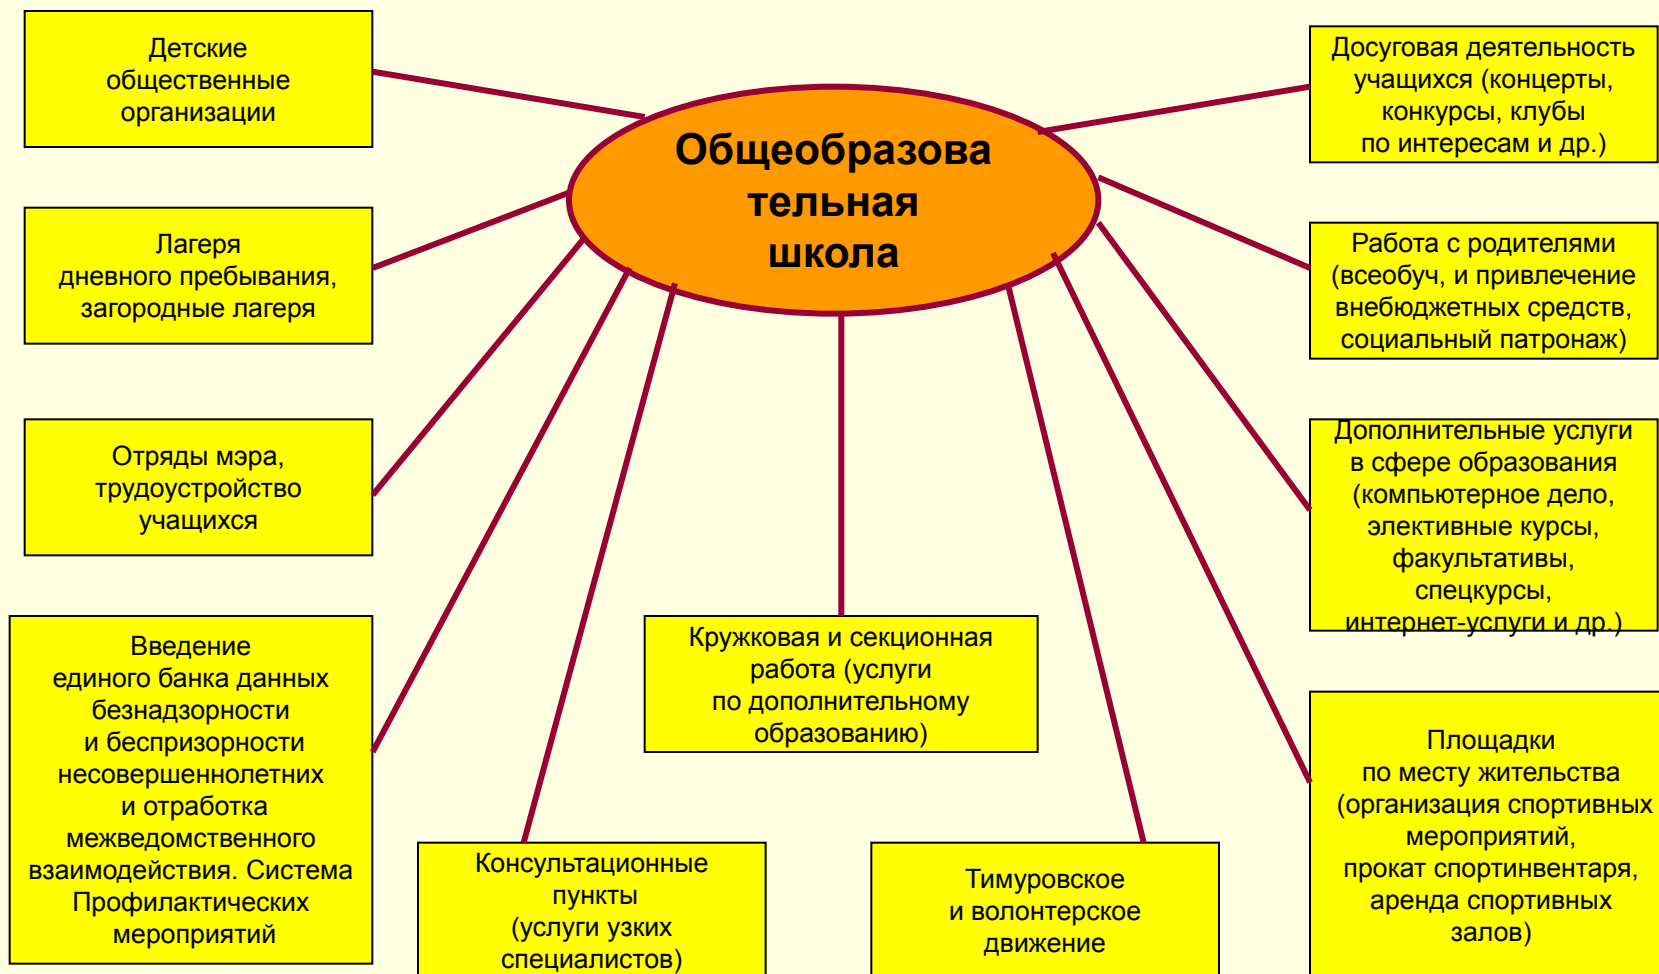 Детские
общественные
организации
Общеобразова
тельная
школа
Досуговая деятельность
учащихся (концерты,
конкурсы, клубы
по интересам и др.)
Лагеря
дневного пребывания,
загородные лагеря
Работа с родителями
(всеобуч, и привлечение
внебюджетных средств,
социальный патронаж)
Отряды мэра,
трудоустройство
учащихся
Дополнительные услуги
в сфере образования
(компьютерное дело,
элективные курсы,
факультативы,
спецкурсы,
интернет-услуги и др.)
Введение
единого банка данных
безнадзорности
и беспризорности
несовершеннолетних
и отработка
межведомственного
взаимодействия. Система
Профилактических
мероприятий
Кружковая и секционная
работа (услуги
по дополнительному
образованию)
Площадки
по месту жительства
(организация спортивных
мероприятий,
прокат спортинвентаря,
аренда спортивных
залов)
Консультационные
пункты
(услуги узких
специалистов)
Тимуровское
и волонтерское
движение